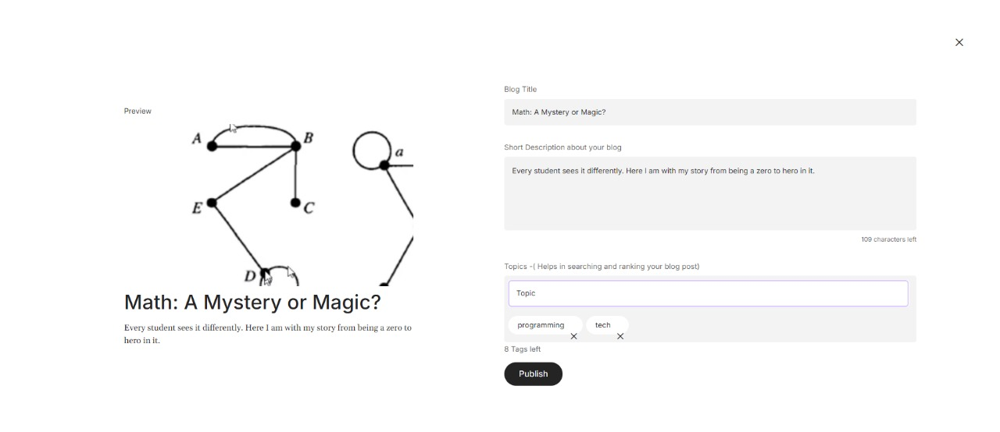 Preview
A
B
a
E
C
D
Math: A Mystery or Magic?
Every student sees it differently. Here I am with my story from being a zero to
hero in it.
Blog Title
Math: A Mystery or Magic?
Short Description about your blog
Every student sees it differently. Here I am with my story from being a zero to hero in it.
109 characters left
Topics -( Helps in searching and ranking your blog post)
Topic
programming
tech
8 Tags left
Publish